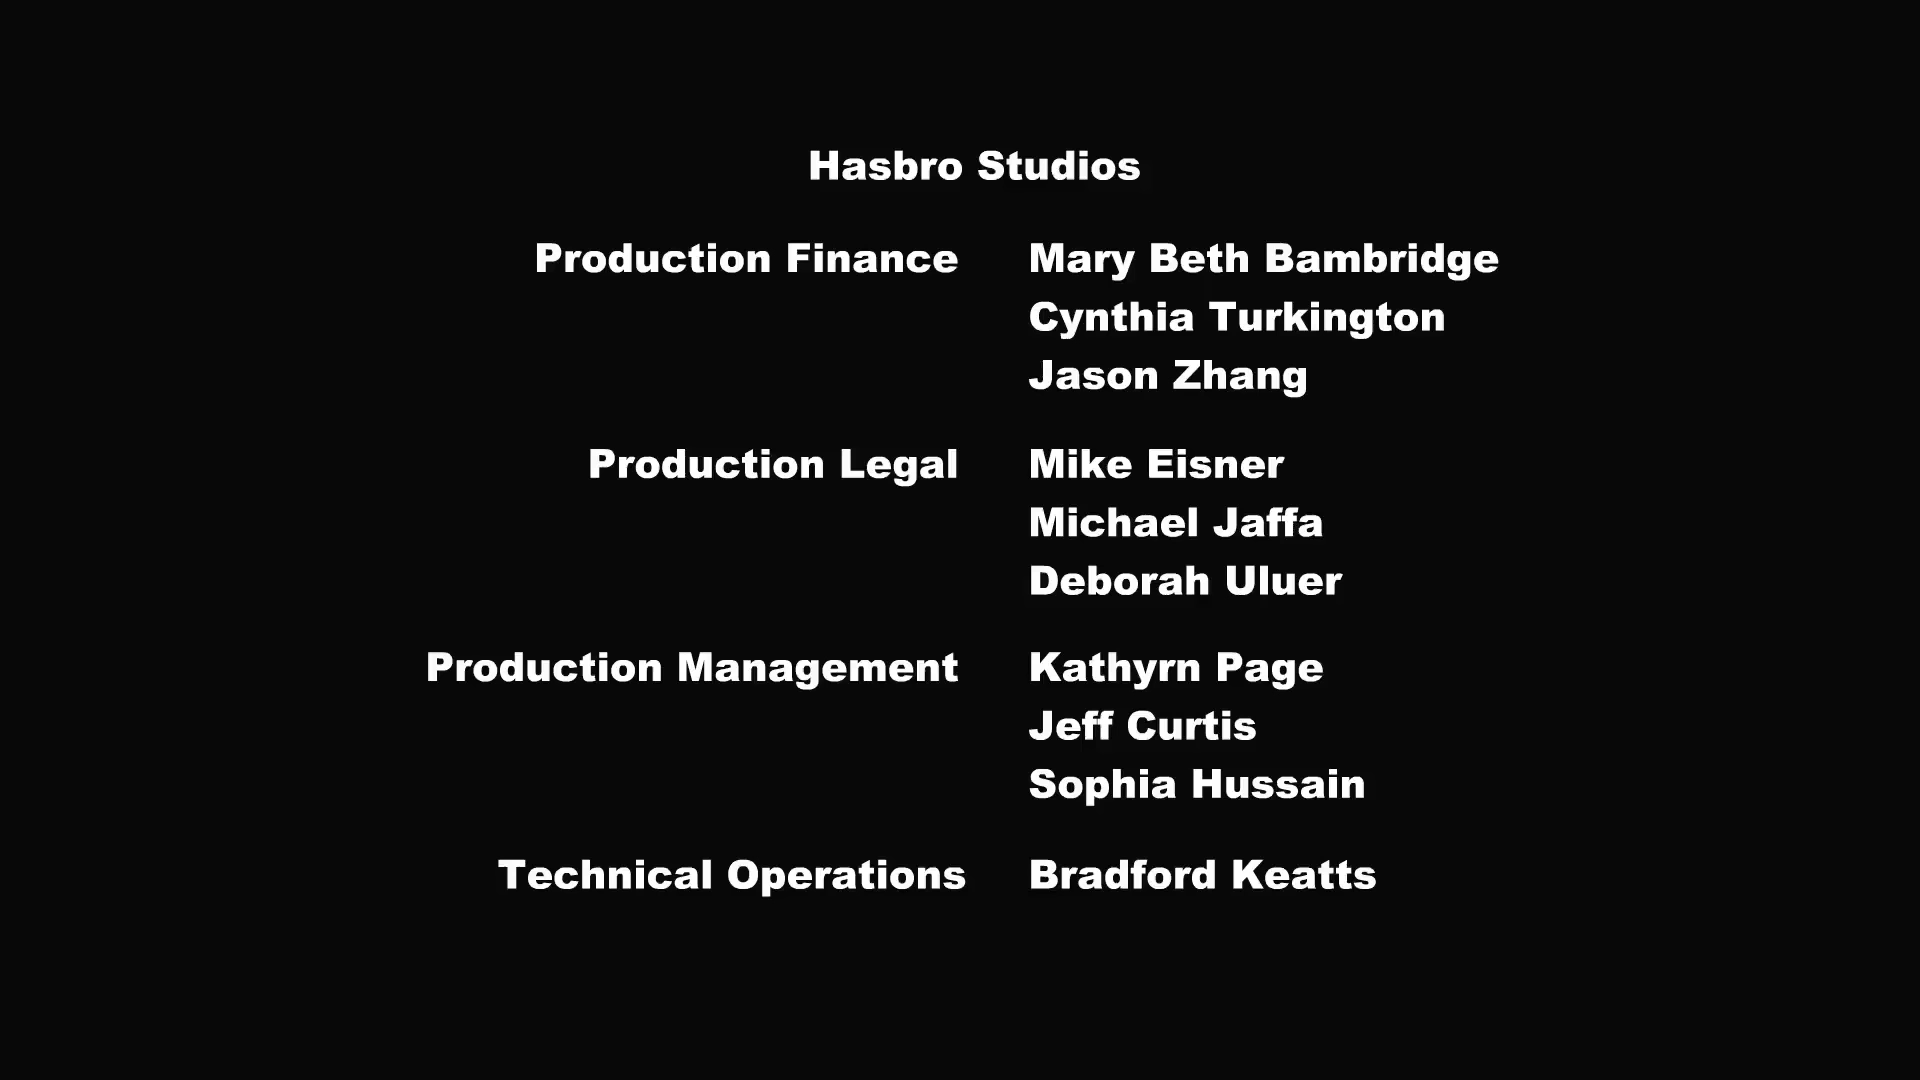 Hasbro Studios
Production Finance Mary Beth Bambridge
Cynthia Turkington
Jason Zhang
Production Legal Mike Eisner
Michael Jaffa
Deborah Uluer
Production Management Kathyrn Page
Jeff Curtis
Sophia Hussain
Technical Operations Bradford Keatts